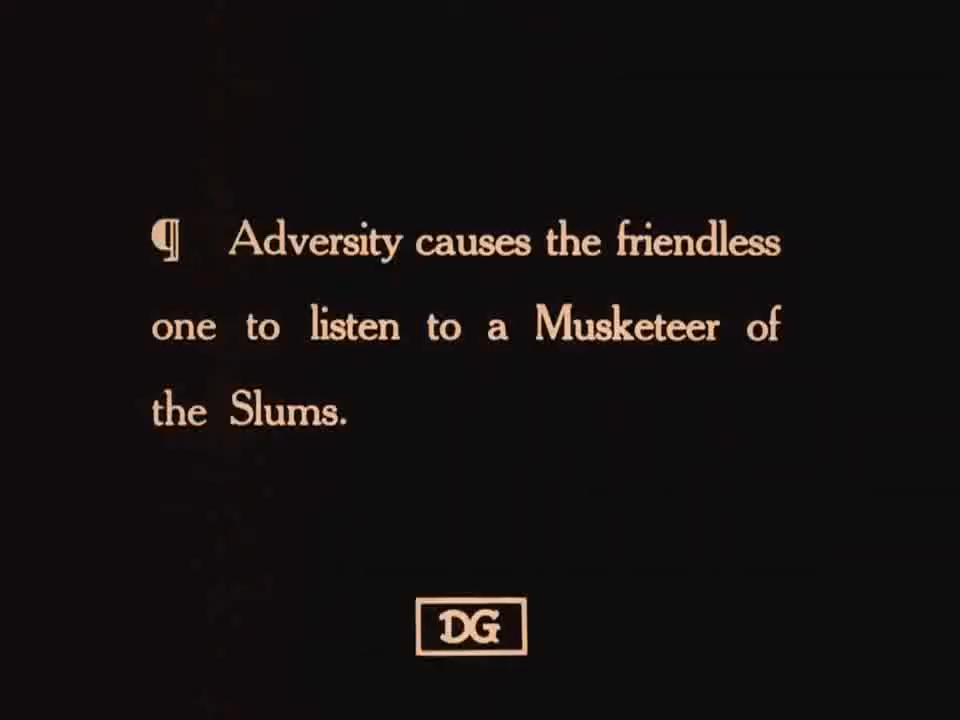 ¶ Adversity causes the friendless
one to listen to a Musketeer of
the Slums.
DG